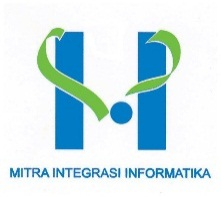 MITRA INTEGRASI INFORMATIKA